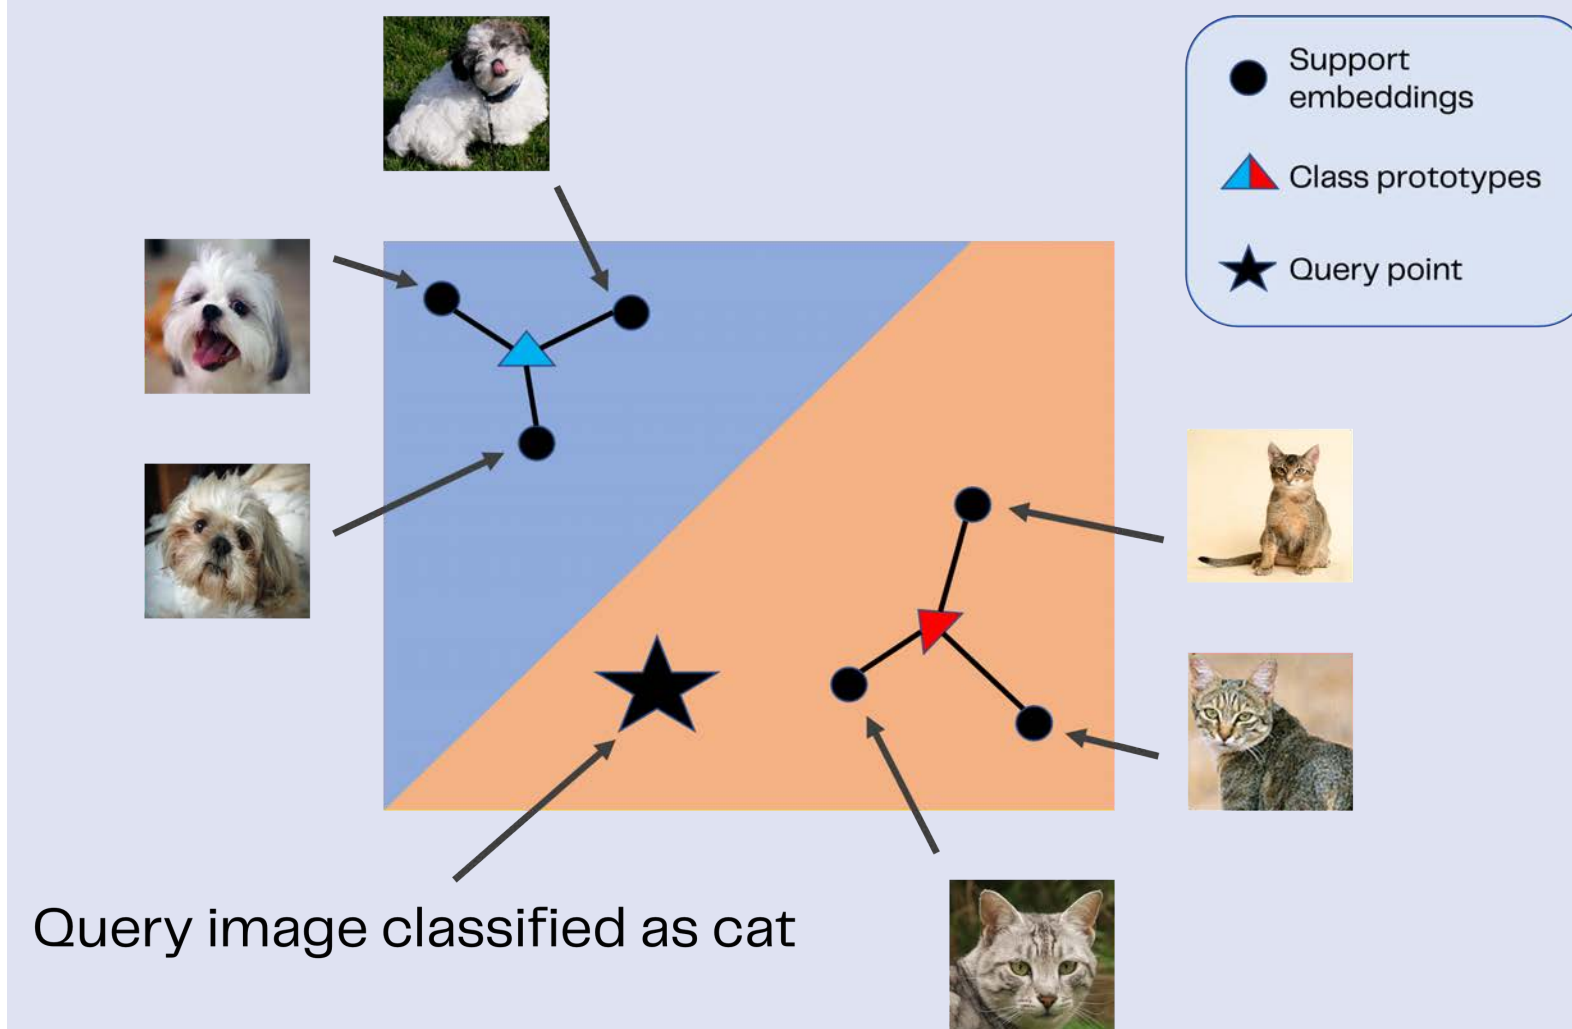 Support
embeddings
Class prototypes
Query point
Query image classified as cat